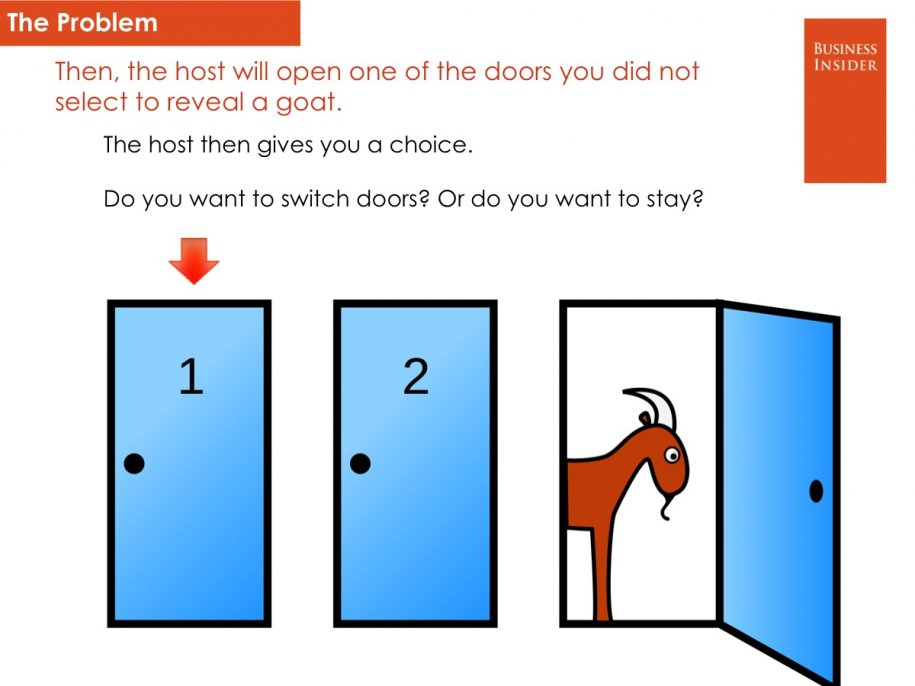 The Problem
BUSINESS
INSIDER
Then, the host will open one of the doors you did not
select to reveal a goat.
The host then gives you a choice.
Do you want to switch doors? Or do you want to stay?
1
2